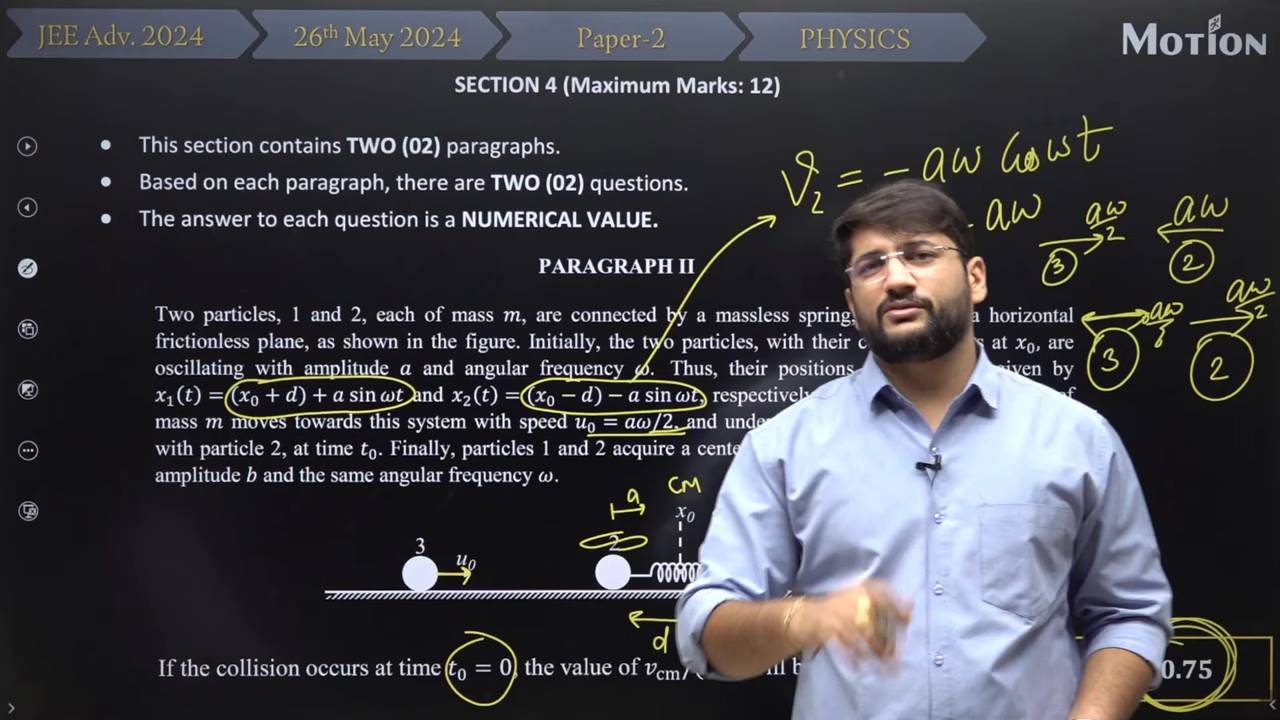 JEE Adv. 2024 26th May 2024 Paper-2 PHYSICS MOTION
SECTION 4 (Maximum Marks: 12)
• This section contains TWO (02) paragraphs.
• Based on each paragraph, there are TWO (02) questions.
• The answer to each question is a NUMERICAL VALUE.
v₂ = - aω cos ωt
- aω
aω/2 aω
3 2
aω/2
3 2
PARAGRAPH II
Two particles, 1 and 2, each of mass m, are connected by a massless spring, a horizontal
frictionless plane, as shown in the figure. Initially, the two particles, with their at x₀, are
oscillating with amplitude a and angular frequency ω. Thus, their positions given by
x₁(t) = (x₀ + d) + a sin ωt and x₂(t) = (x₀ − d) − a sin ωt, respectively
mass m moves towards this system with speed u₀ = aω/2, and
with particle 2, at time t₀. Finally, particles 1 and 2 acquire a
amplitude b and the same angular frequency ω.
a CM
x₀
3 u₀ 2
d
If the collision occurs at time t₀ = 0, the value of v_cm/ 0.75